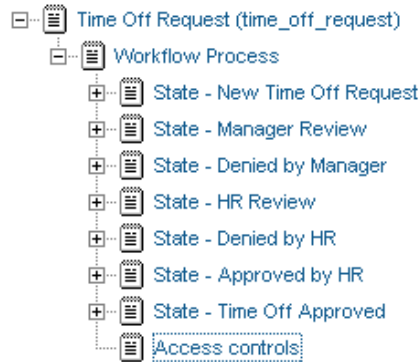 Time Off Request (time_off_request)
Workflow Process
State - New Time Off Request
State - Manager Review
State - Denied by Manager
State - HR Review
State - Denied by HR
State - Approved by HR
State - Time Off Approved
Access controls